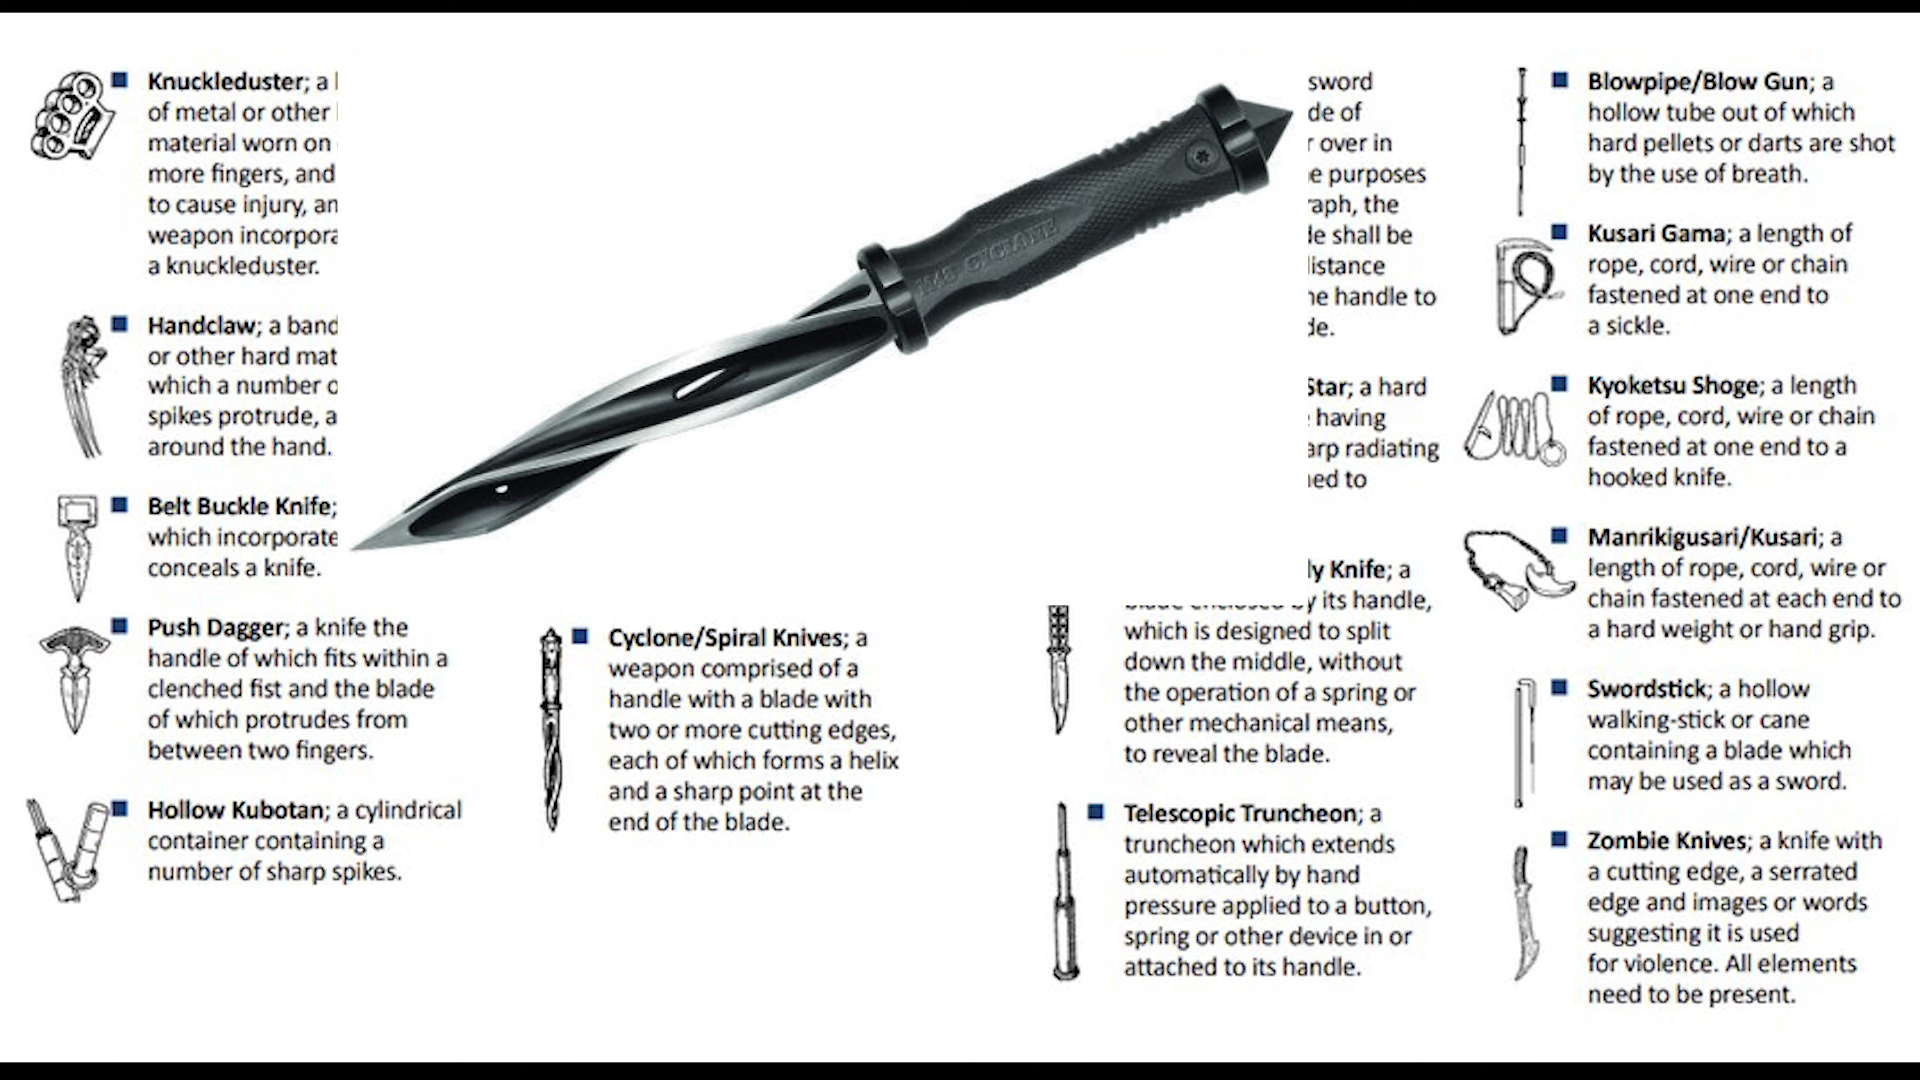 Knuckleduster; a
of metal or other
material worn on
more fingers, and
to cause injury, an
weapon incorpora
a knuckleduster.
Handclaw; a band
or other hard mat
which a number o
spikes protrude, a
around the hand.
Belt Buckle Knife;
which incorporate
conceals a knife.
Push Dagger; a knife the
handle of which fits within a
clenched fist and the blade
of which protrudes from
between two fingers.
Hollow Kubotan; a cylindrical
container containing a
number of sharp spikes.
Cyclone/Spiral Knives; a
weapon comprised of a
handle with a blade with
two or more cutting edges,
each of which forms a helix
and a sharp point at the
end of the blade.
sword
de of
r over in
e purposes
raph, the
de shall be
distance
he handle to
de.
Star; a hard
having
arp radiating
ned to
ly Knife; a
blade enclosed by its handle,
which is designed to split
down the middle, without
the operation of a spring or
other mechanical means,
to reveal the blade.
Telescopic Truncheon; a
truncheon which extends
automatically by hand
pressure applied to a button,
spring or other device in or
attached to its handle.
Blowpipe/Blow Gun; a
hollow tube out of which
hard pellets or darts are shot
by the use of breath.
Kusari Gama; a length of
rope, cord, wire or chain
fastened at one end to
a sickle.
Kyoketsu Shoge; a length
of rope, cord, wire or chain
fastened at one end to a
hooked knife.
Manrikigusari/Kusari; a
length of rope, cord, wire or
chain fastened at each end to
a hard weight or hand grip.
Swordstick; a hollow
walking-stick or cane
containing a blade which
may be used as a sword.
Zombie Knives; a knife with
a cutting edge, a serrated
edge and images or words
suggesting it is used
for violence. All elements
need to be present.